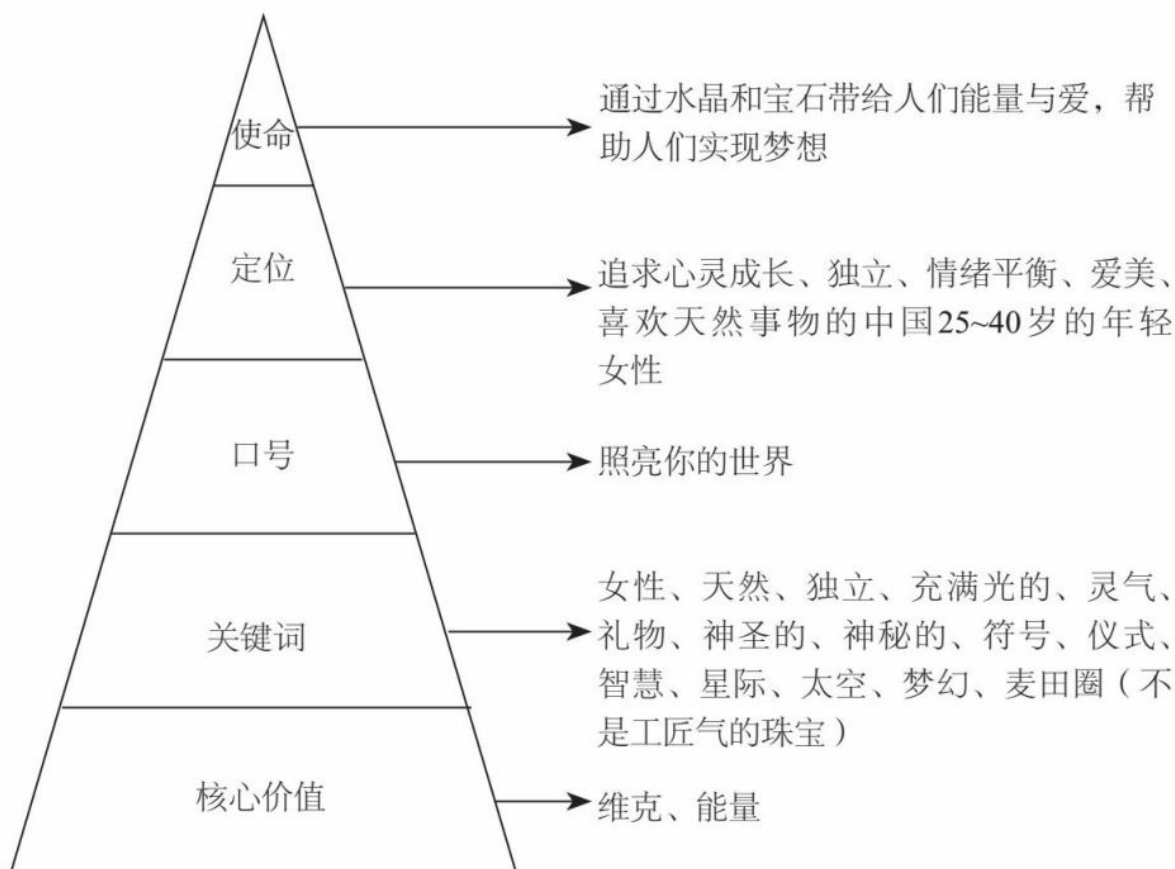 使命
通过水晶和宝石带给人们能量与爱，帮
助人们实现梦想
定位
追求心灵成长、独立、情绪平衡、爱美、
喜欢天然事物的中国25~40岁的年轻
女性
口号
照亮你的世界
关键词
女性、天然、独立、充满光的、灵气、
礼物、神圣的、神秘的、符号、仪式、
智慧、星际、太空、梦幻、麦田圈（不
是工匠气的珠宝）
核心价值
维克、能量